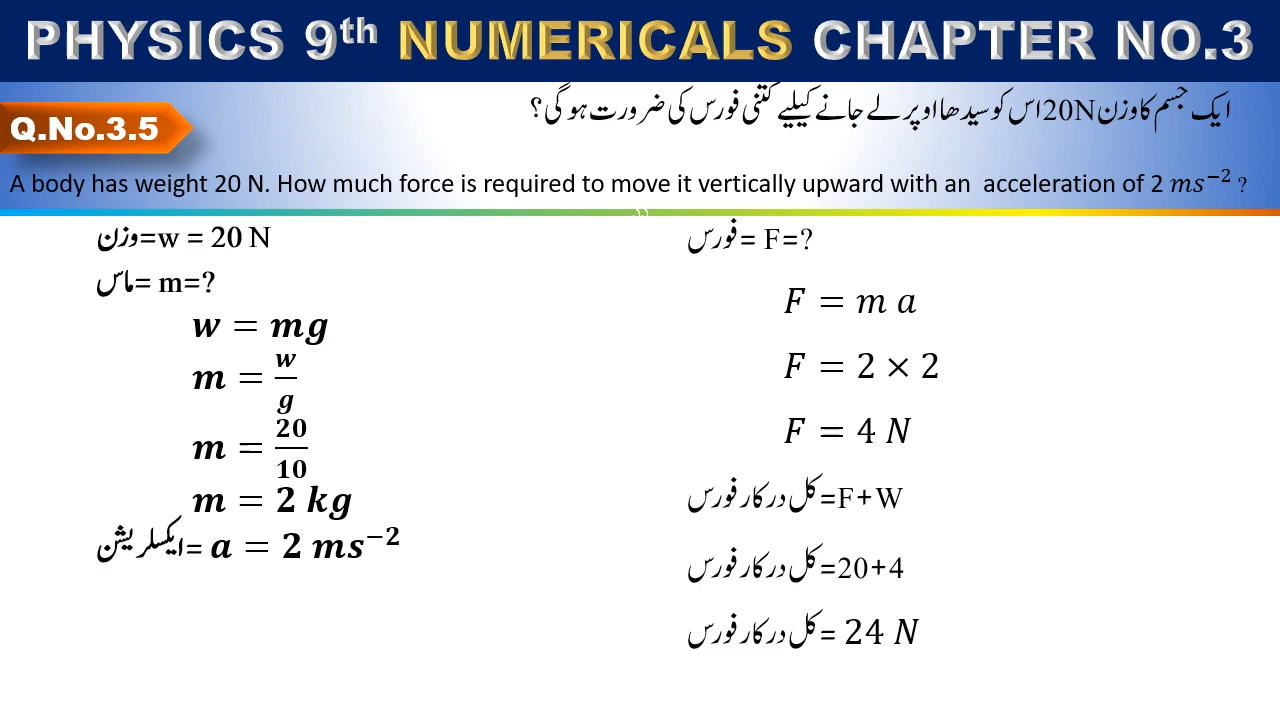 PHYSICS 9th NUMERICALS CHAPTER NO.3
ایک جسم کا وزن 20N اس کو سیدھا اوپر لے جانے کیلیے کتنی فورس کی ضرورت ہو گی؟
Q.No.3.5
A body has weight 20 N. How much force is required to move it vertically upward with an acceleration of 2 ms⁻² ?
وزن=w = 20 N
ماس= m=?
w = mg
m = w/g
m = 20/10
m = 2 kg
ایکسلریشن= a = 2 ms⁻²
فورس = F=?
F = m a
F = 2 × 2
F = 4 N
کل درکار فورس=F+W
کل درکار فورس=20+4
کل درکار فورس = 24 N